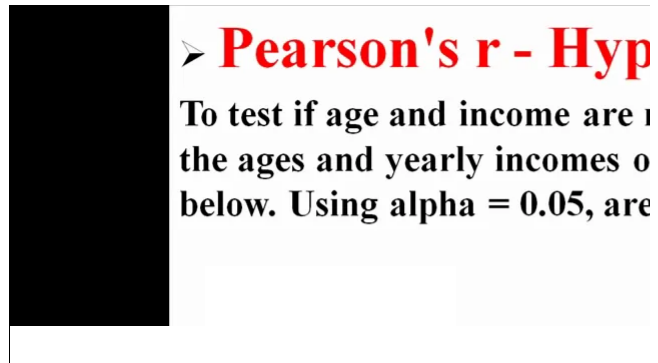 Pearson's r - Hyp
To test if age and income are
the ages and yearly incomes
below. Using alpha = 0.05, are